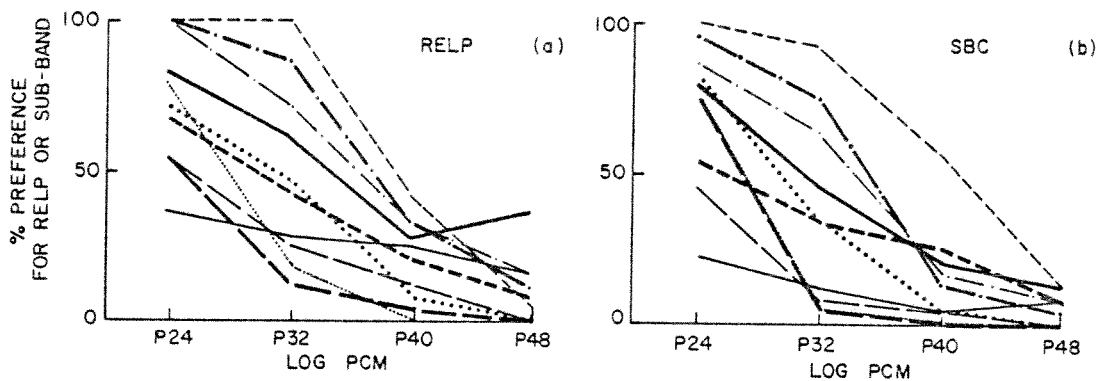 % PREFERENCE
FOR RELP OR SUB-BAND
100
50
0
RELP (a)
P24 P32 P40 P48
LOG PCM
100
50
0
SBC (b)
P24 P32 P40 P48
LOG PCM